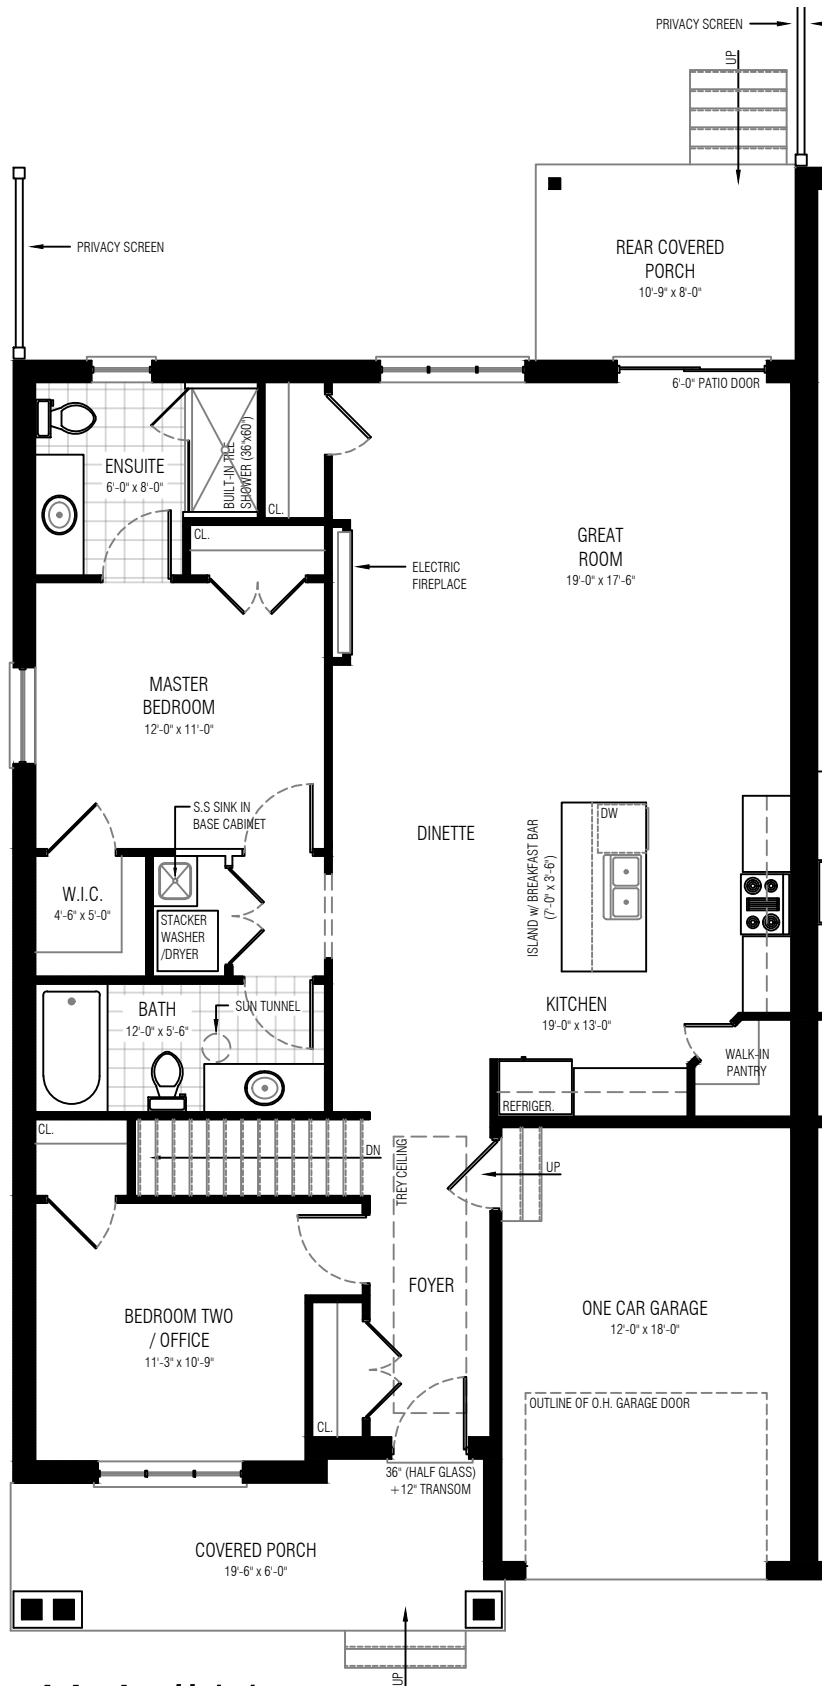 PRIVACY SCREEN
UP
PRIVACY SCREEN
REAR COVERED
PORCH
10'-9" x 8'-0"
6'-0" PATIO DOOR
ENSUITE
6'-0" x 8'-0"
BUILT-IN TILE
SHOWER (36"x60")
CL.
CL.
ELECTRIC
FIREPLACE
GREAT
ROOM
19'-0" x 17'-6"
MASTER
BEDROOM
12'-0" x 11'-0"
S.S SINK IN
BASE CABINET
DINETTE
ISLAND w/ BREAKFAST BAR
(7'-0" x 3'-6")
DW
W.I.C.
4'-6" x 5'-0"
STACKER
WASHER
/DRYER
BATH
12'-0" x 5'-6"
SUN TUNNEL
KITCHEN
19'-0" x 13'-0"
WALK-IN
PANTRY
REFRIGER.
CL.
DN
TREY CEILING
UP
FOYER
BEDROOM TWO
/ OFFICE
11'-3" x 10'-9"
ONE CAR GARAGE
12'-0" x 18'-0"
OUTLINE OF O.H. GARAGE DOOR
CL.
36" (HALF GLASS)
+12" TRANSOM
COVERED PORCH
19'-6" x 6'-0"
UP